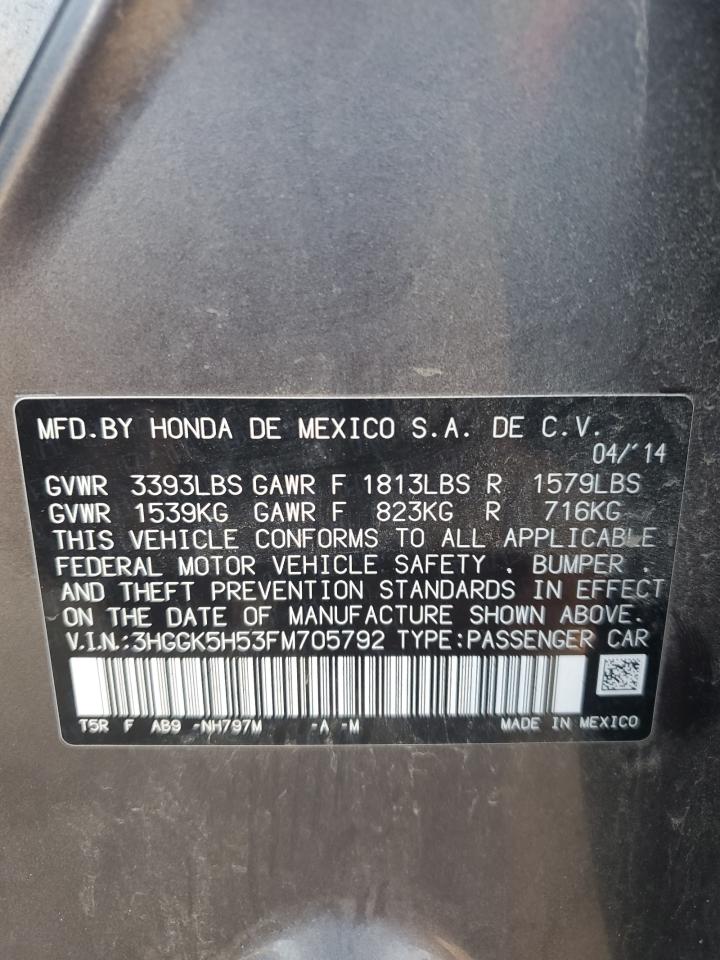 MFD.BY HONDA DE MEXICO S.A. DE C.V.
04/'14
GVWR 3393LBS GAWR F 1813LBS R 1579LBS
GVWR 1539KG GAWR F 823KG R 716KG
THIS VEHICLE CONFORMS TO ALL APPLICABLE
FEDERAL MOTOR VEHICLE SAFETY , BUMPER ,
AND THEFT PREVENTION STANDARDS IN EFFECT
ON THE DATE OF MANUFACTURE SHOWN ABOVE.
V.I.N.:3HGGK5H53FM705792 TYPE:PASSENGER CAR
T5R F AB9 -NH797M -A -M MADE IN MEXICO